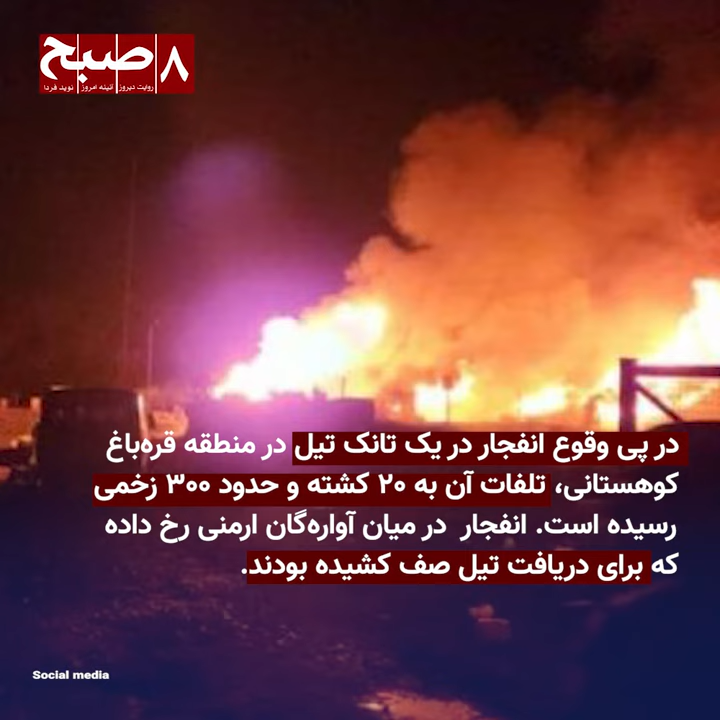 ۸صبح
روایت دیروز آئینه امروز نوید فردا
در پی وقوع انفجار در یک تانک تیل در منطقه قره‌باغ
کوهستانی، تلفات آن به ۲۰ کشته و حدود ۳۰۰ زخمی
رسیده است. انفجار در میان آواره‌گان ارمنی رخ داده
که برای دریافت تیل صف کشیده بودند.
Social media